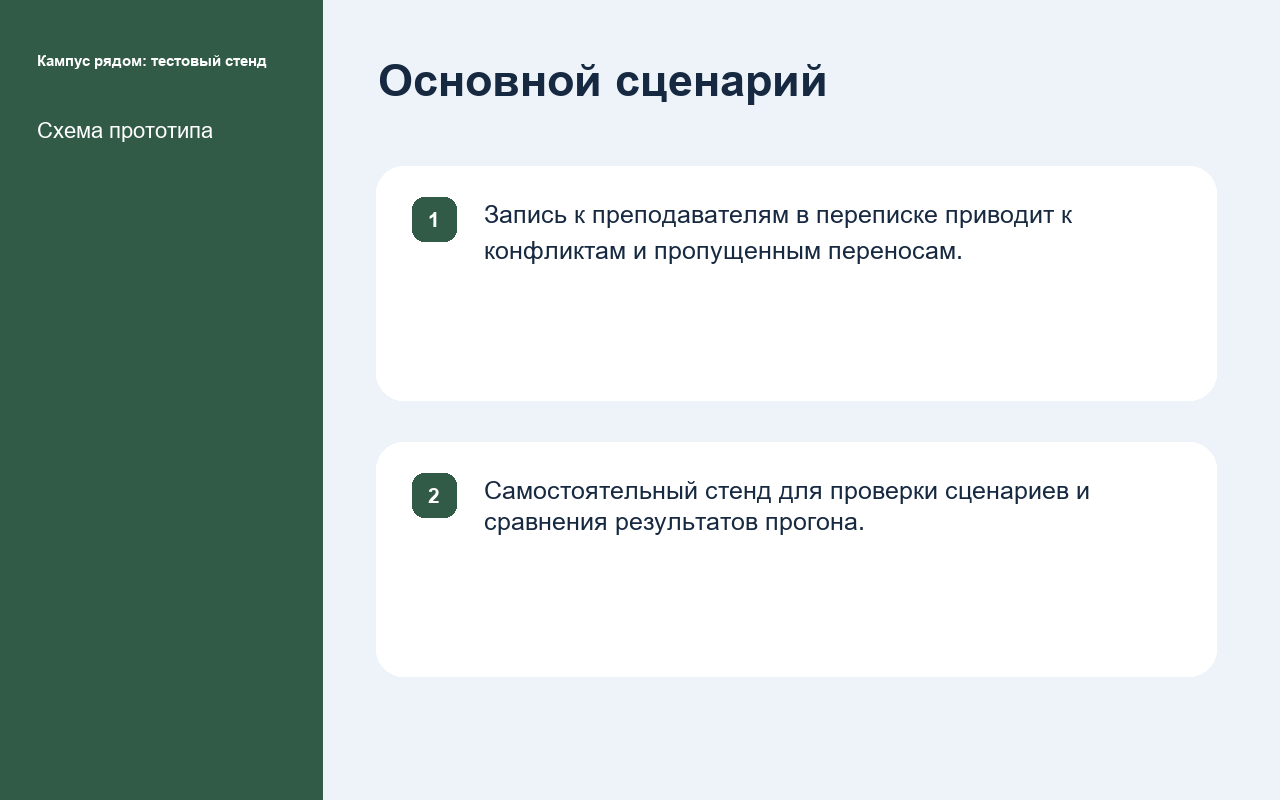 Кампус рядом: тестовый стенд
Схема прототипа
Основной сценарий
1
Запись к преподавателям в переписке приводит к
конфликтам и пропущенным переносам.
2
Самостоятельный стенд для проверки сценариев и
сравнения результатов прогона.